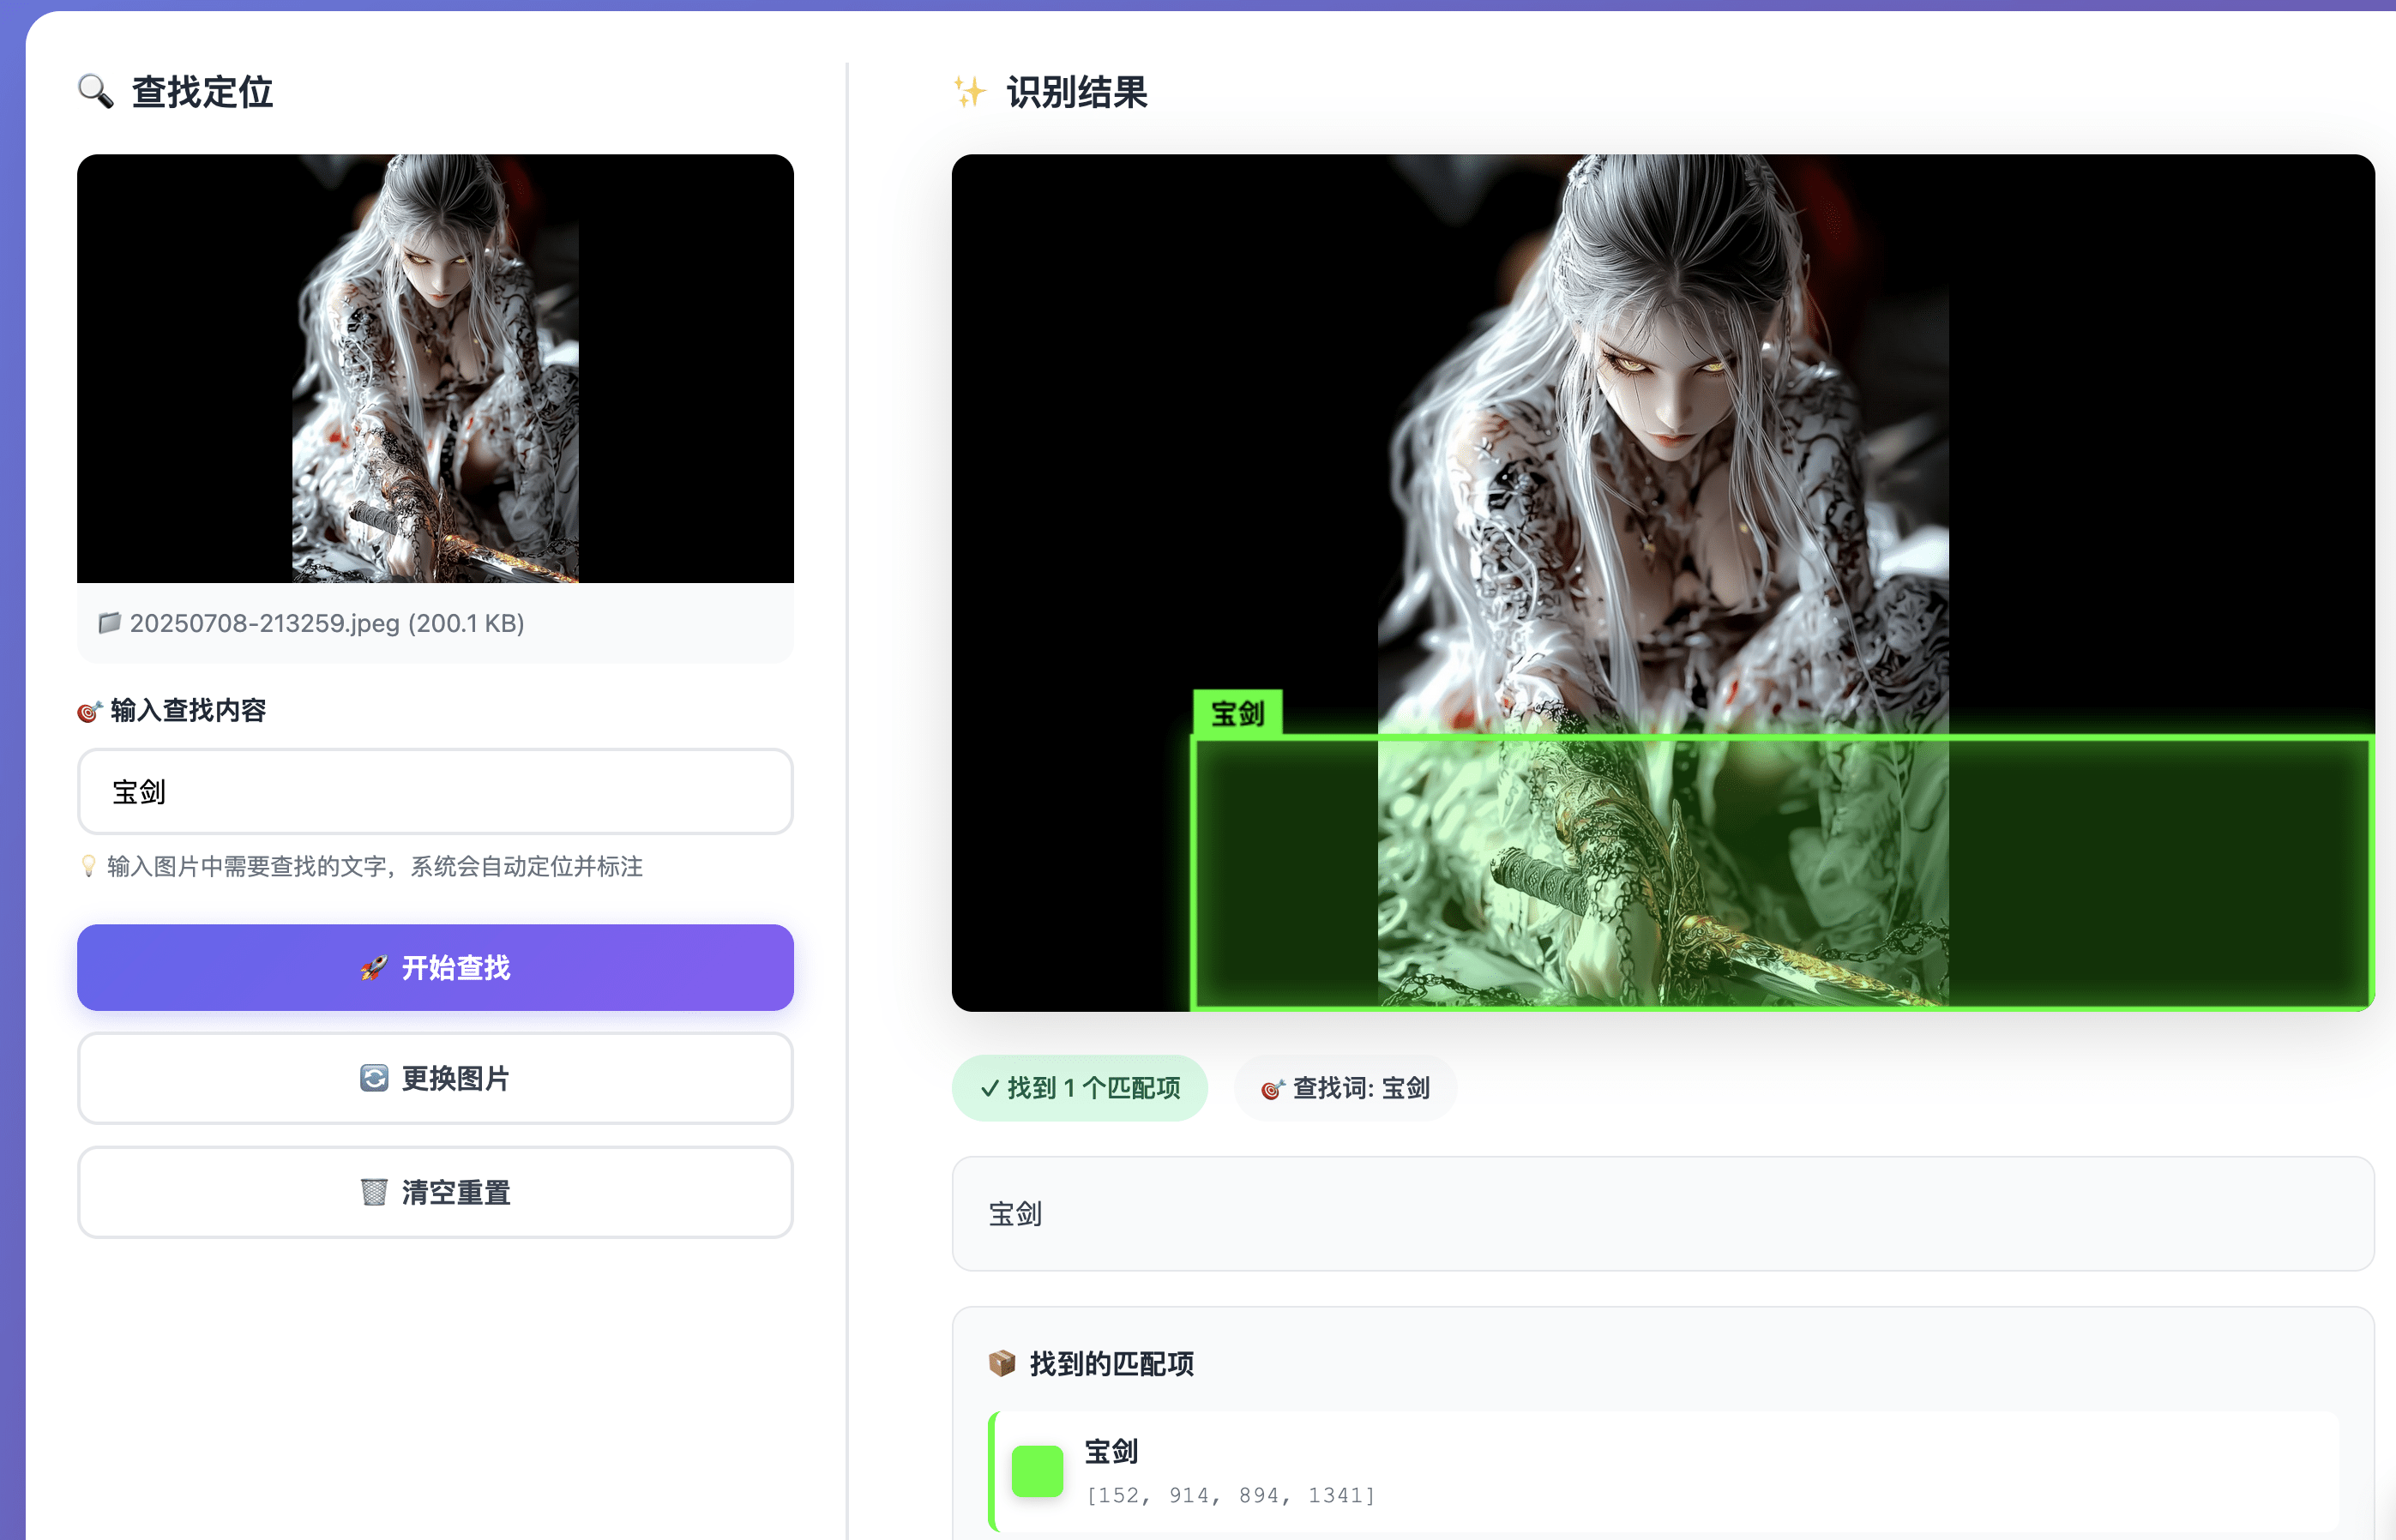 查找定位
20250708-213259.jpeg (200.1 KB)
输入查找内容
宝剑
输入图片中需要查找的文字，系统会自动定位并标注
开始查找
更换图片
清空重置
识别结果
宝剑
✓ 找到 1 个匹配项
查找词: 宝剑
宝剑
找到的匹配项
宝剑
[152, 914, 894, 1341]